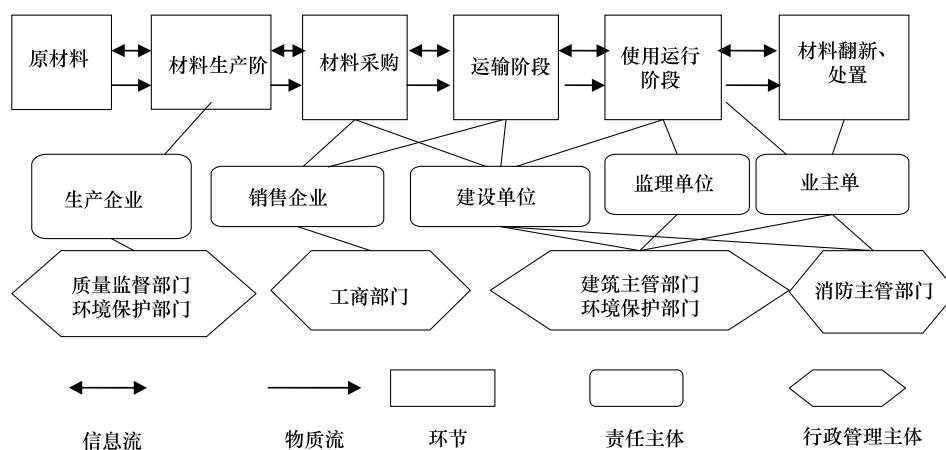 原材料
材料生产阶
材料采购
运输阶段
使用运行
阶段
材料翻新、
处置
生产企业
销售企业
建设单位
监理单位
业主单
质量监督部门
环境保护部门
工商部门
建筑主管部门
环境保护部门
消防主管部门
信息流
物质流
环节
责任主体
行政管理主体